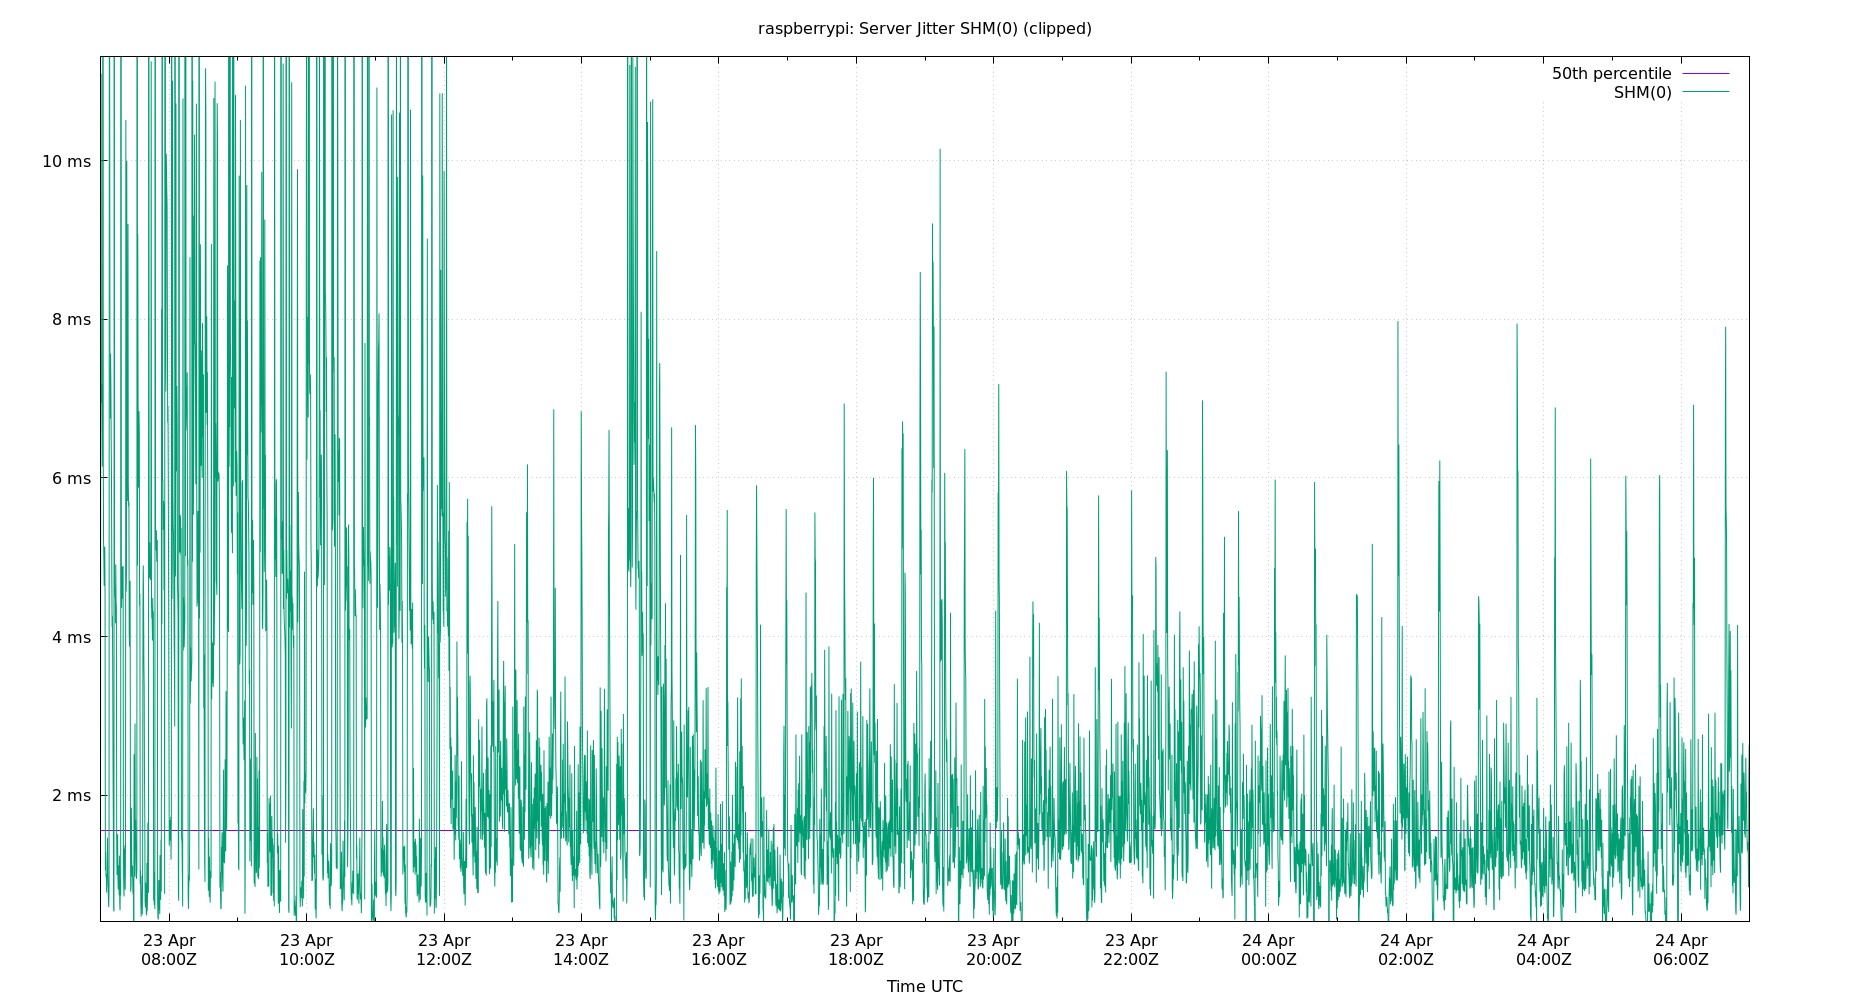 raspberrypi: Server Jitter SHM(0) (clipped)
50th percentile
SHM(0)
10 ms
8 ms
6 ms
4 ms
2 ms
23 Apr 23 Apr 23 Apr 23 Apr 23 Apr 23 Apr 23 Apr 23 Apr 24 Apr 24 Apr 24 Apr 24 Apr
08:00Z 10:00Z 12:00Z 14:00Z 16:00Z 18:00Z 20:00Z 22:00Z 00:00Z 02:00Z 04:00Z 06:00Z
Time UTC